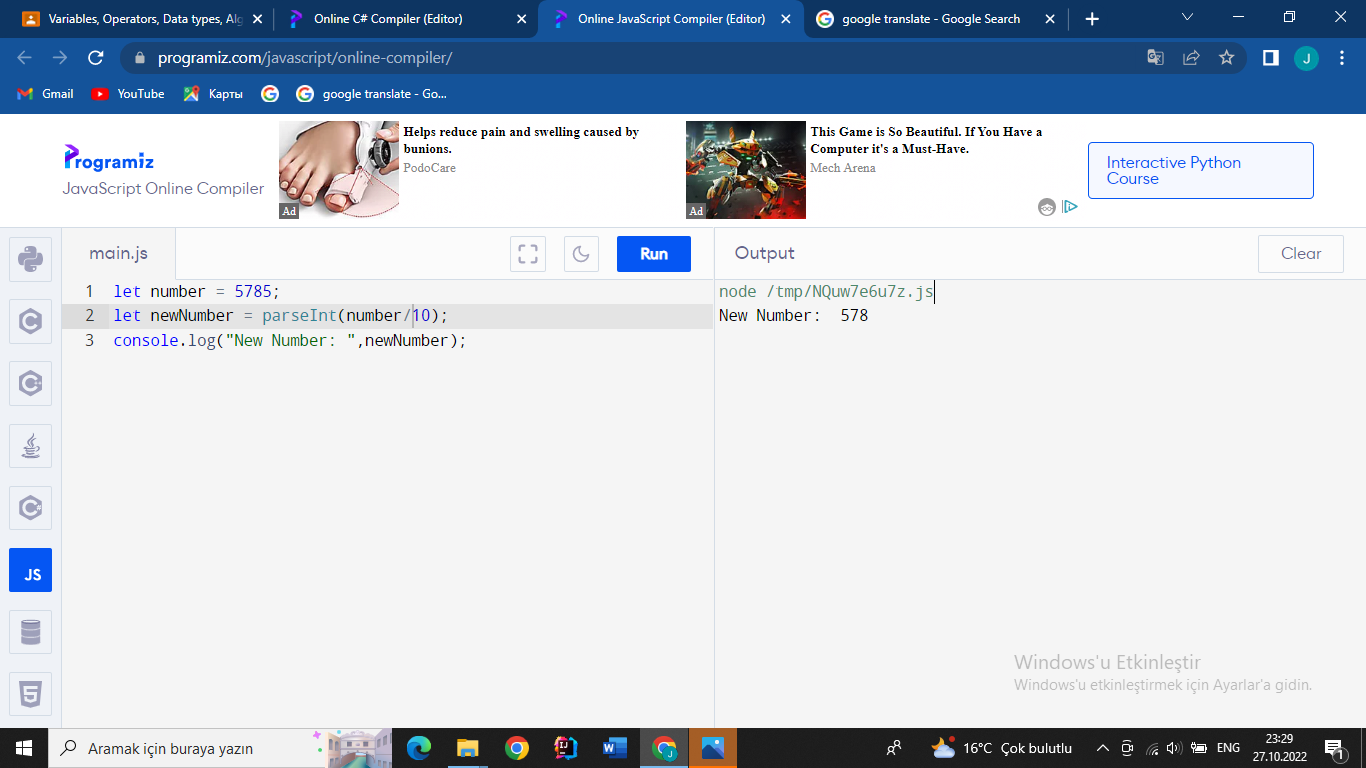 Variables, Operators, Data types, Alg
Online C# Compiler (Editor)
Online JavaScript Compiler (Editor)
google translate - Google Search
programiz.com/javascript/online-compiler/
J
Gmail
YouTube
Карты
google translate - Go...
Programiz
JavaScript Online Compiler
Ad
Helps reduce pain and swelling caused by
bunions.
PodoCare
Ad
This Game is So Beautiful. If You Have a
Computer it's a Must-Have.
Mech Arena
Interactive Python
Course
main.js
Run
Output
Clear
1 let number = 5785;
2 let newNumber = parseInt(number/10);
3 console.log("New Number: ",newNumber);
node /tmp/NQuw7e6u7z.js
New Number:  578
JS
Windows'u Etkinleştir
Windows'u etkinleştirmek için Ayarlar'a gidin.
Aramak için buraya yazın
16°C Çok bulutlu
ENG
23:29
27.10.2022
1